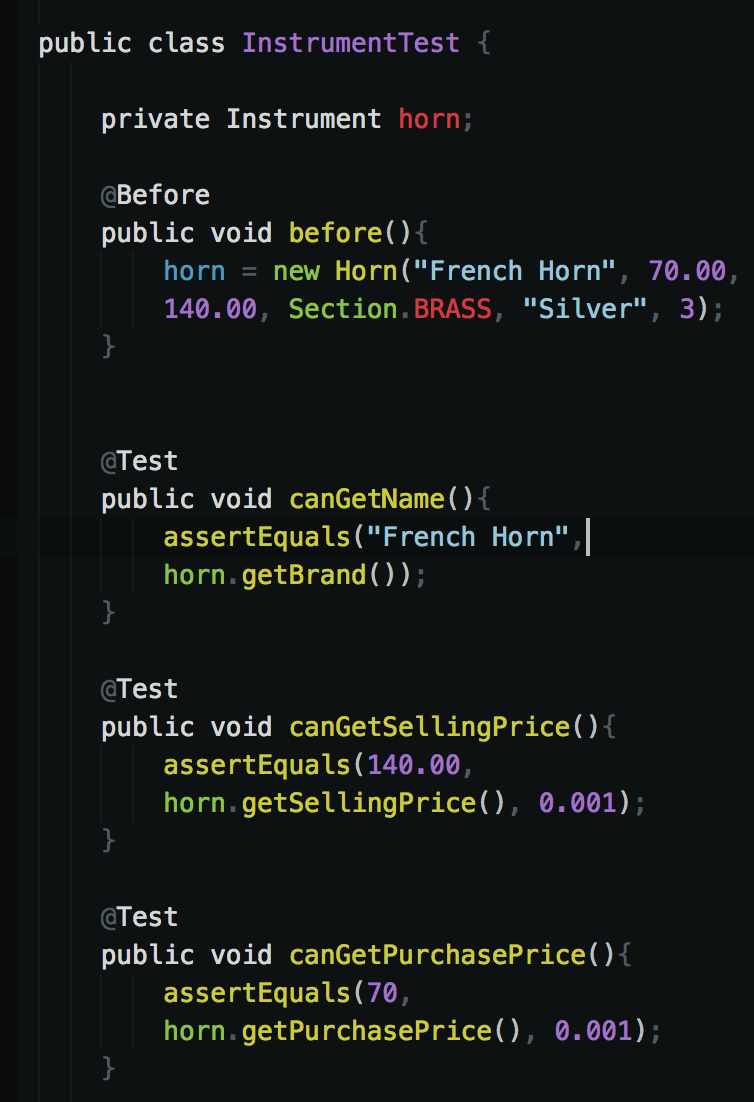 public class InstrumentTest {
private Instrument horn;
@Before
public void before(){
horn = new Horn("French Horn", 70.00,
140.00, Section.BRASS, "Silver", 3);
}
@Test
public void canGetName(){
assertEquals("French Horn",
horn.getBrand());
}
@Test
public void canGetSellingPrice(){
assertEquals(140.00,
horn.getSellingPrice(), 0.001);
}
@Test
public void canGetPurchasePrice(){
assertEquals(70,
horn.getPurchasePrice(), 0.001);
}